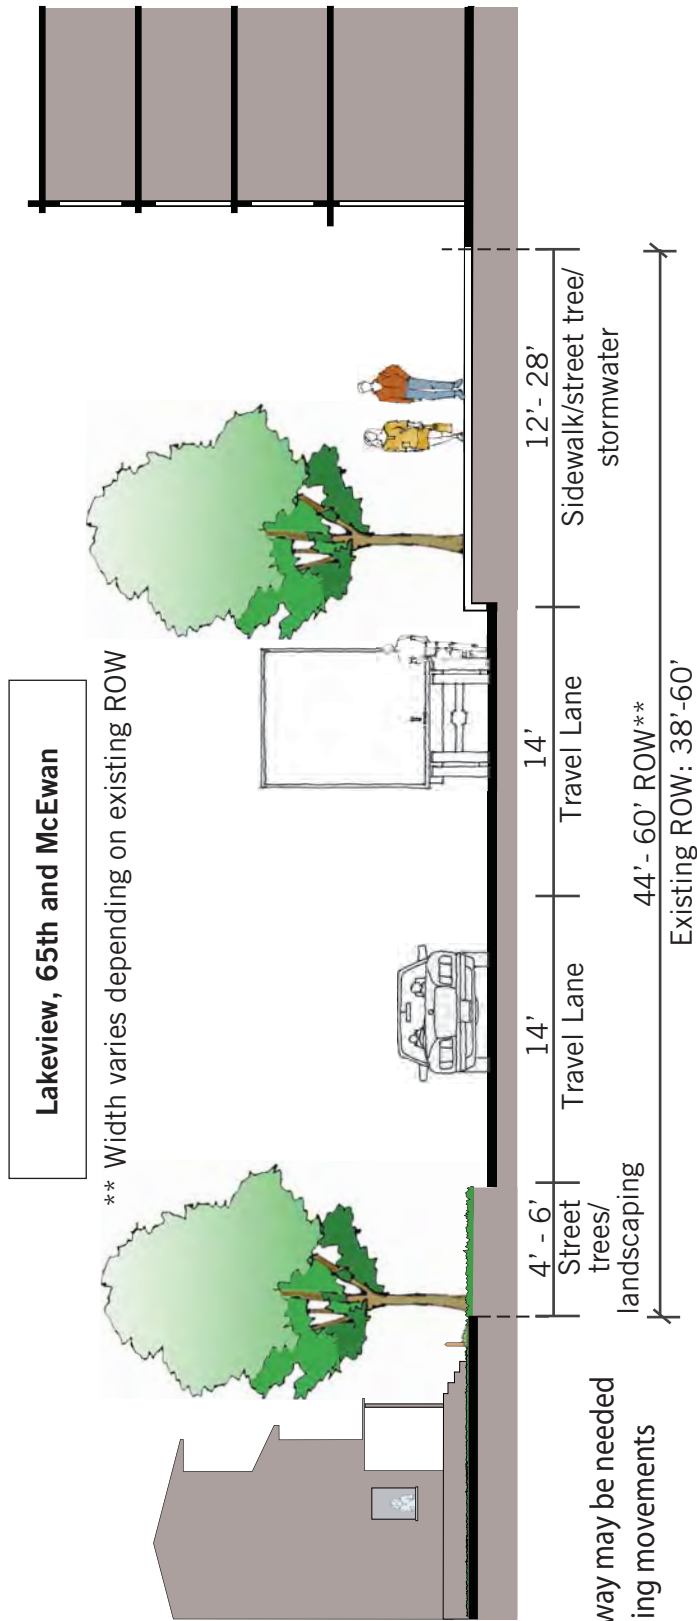 Lakeview, 65th and McEwan
** Width varies depending on existing ROW
4' - 6'
Street
trees/
landscaping
14'
Travel Lane
14'
Travel Lane
12'- 28'
Sidewalk/street tree/
stormwater
44'- 60' ROW**
Existing ROW: 38'-60'
way may be needed
ing movements